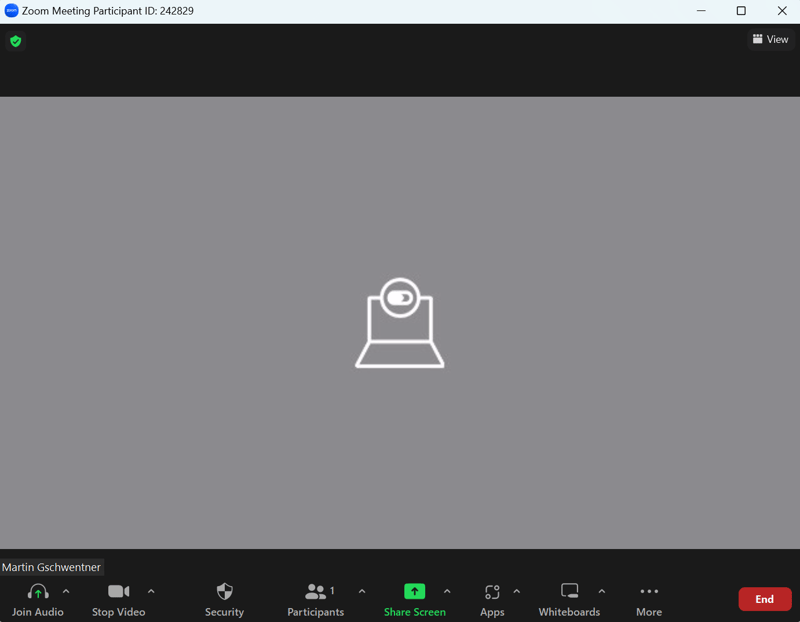 Zoom Meeting Participant ID: 242829
View
Martin Gschwentner
Join Audio
Stop Video
Security
1
Participants
Share Screen
Apps
Whiteboards
More
End